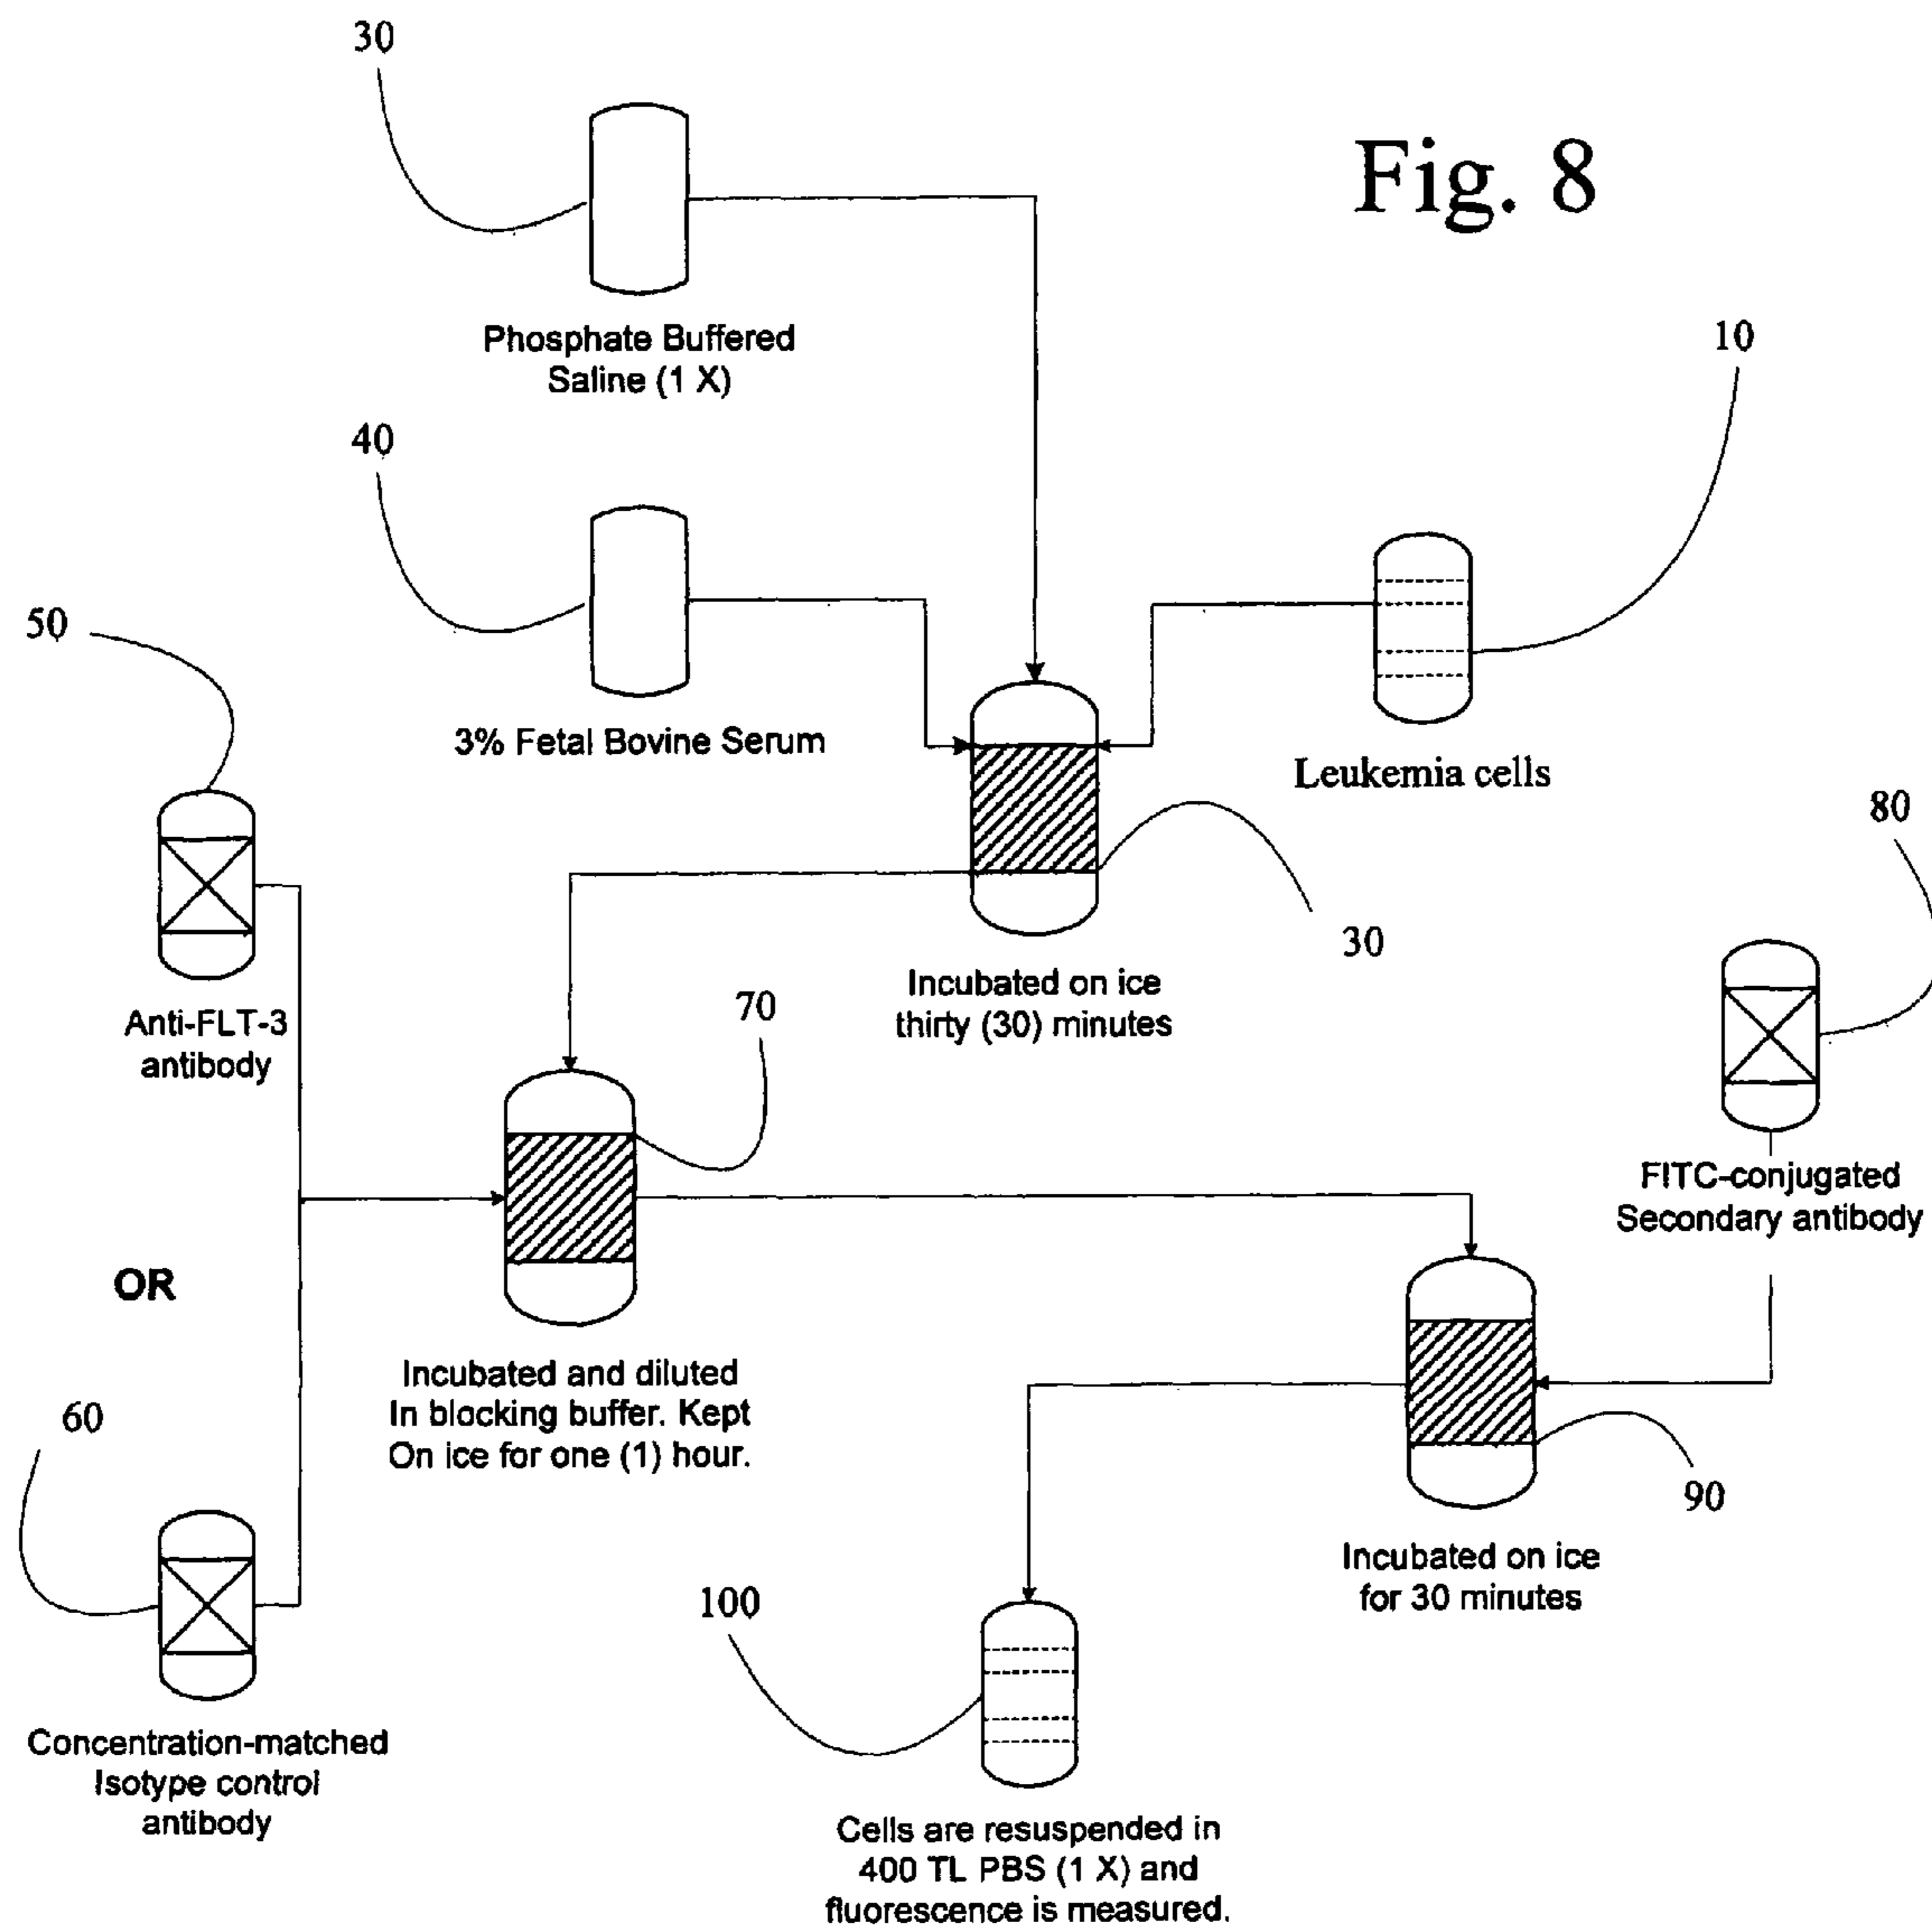 30
Fig. 8
Phosphate Buffered
Saline (1 X)
10
40
50
3% Fetal Bovine Serum
Leukemia cells
80
30
Incubated on ice
thirty (30) minutes
70
Anti-FLT-3
antibody
FITC-conjugated
Secondary antibody
OR
Incubated and diluted
In blocking buffer. Kept
On ice for one (1) hour.
60
90
Incubated on ice
for 30 minutes
100
Concentration-matched
Isotype control
antibody
Cells are resuspended in
400 TL PBS (1 X) and
fluorescence is measured.